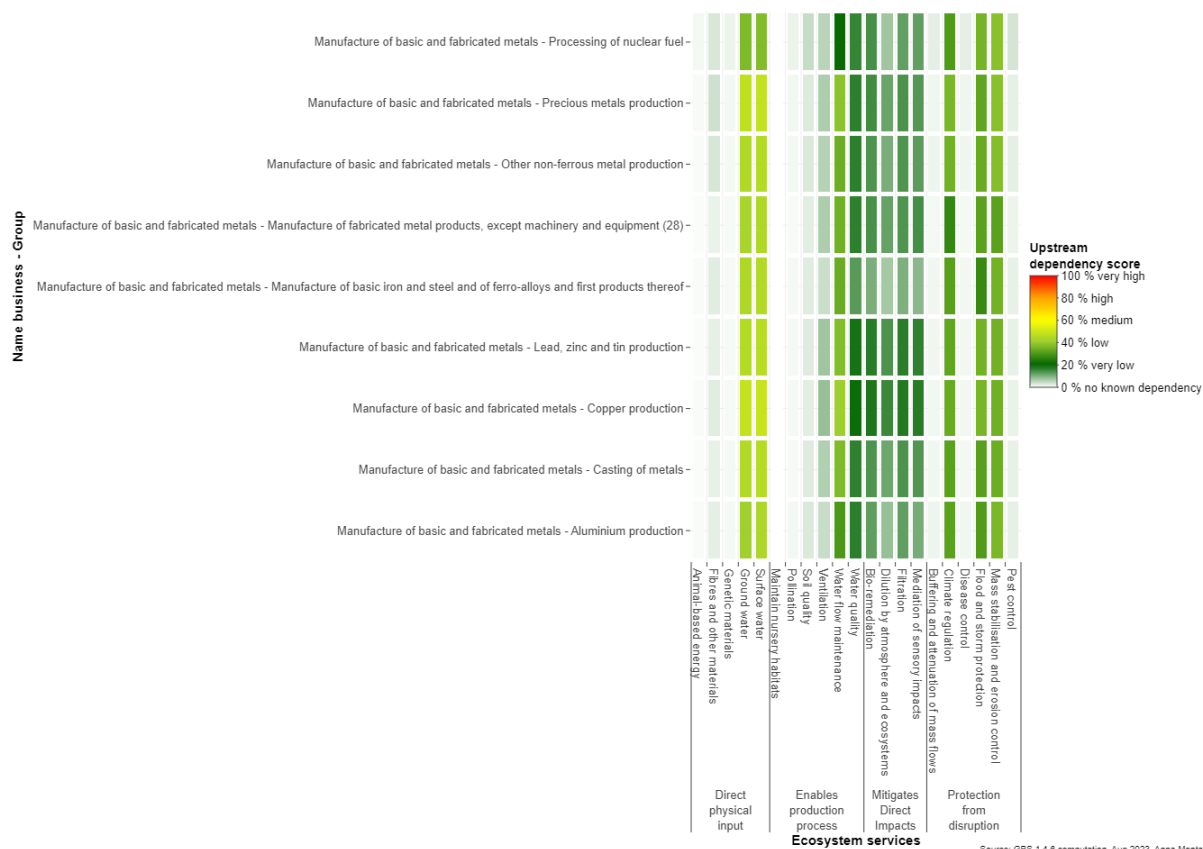 Manufacture of basic and fabricated metals - Processing of nuclear fuel
Manufacture of basic and fabricated metals - Precious metals production
Manufacture of basic and fabricated metals - Other non-ferrous metal production
Manufacture of basic and fabricated metals - Manufacture of fabricated metal products, except machinery and equipment (28)
Manufacture of basic and fabricated metals - Manufacture of basic iron and steel and of ferro-alloys and first products thereof
Manufacture of basic and fabricated metals - Lead, zinc and tin production
Manufacture of basic and fabricated metals - Copper production
Manufacture of basic and fabricated metals - Casting of metals
Manufacture of basic and fabricated metals - Aluminium production
Name business - Group
Upstream
dependency score
100 % very high
80 % high
60 % medium
40 % low
20 % very low
0 % no known dependency
Animal-based energy
Fibres and other materials
Genetic materials
Ground water
Surface water
Maintain nursery habitats
Pollination
Soil quality
Ventilation
Water flow maintenance
Water quality
Bio-remediation
Dilution by atmosphere and ecosystems
Filtration
Mediation of sensory impacts
Buffering and attenuation of mass flows
Climate regulation
Disease control
Flood and storm protection
Mass stabilisation and erosion control
Pest control
Direct
physical
input
Enables
production
process
Mitigates
Direct
Impacts
Protection
from
disruption
Ecosystem services
Source: GBS 1.4.6 computation, Aug 2023,